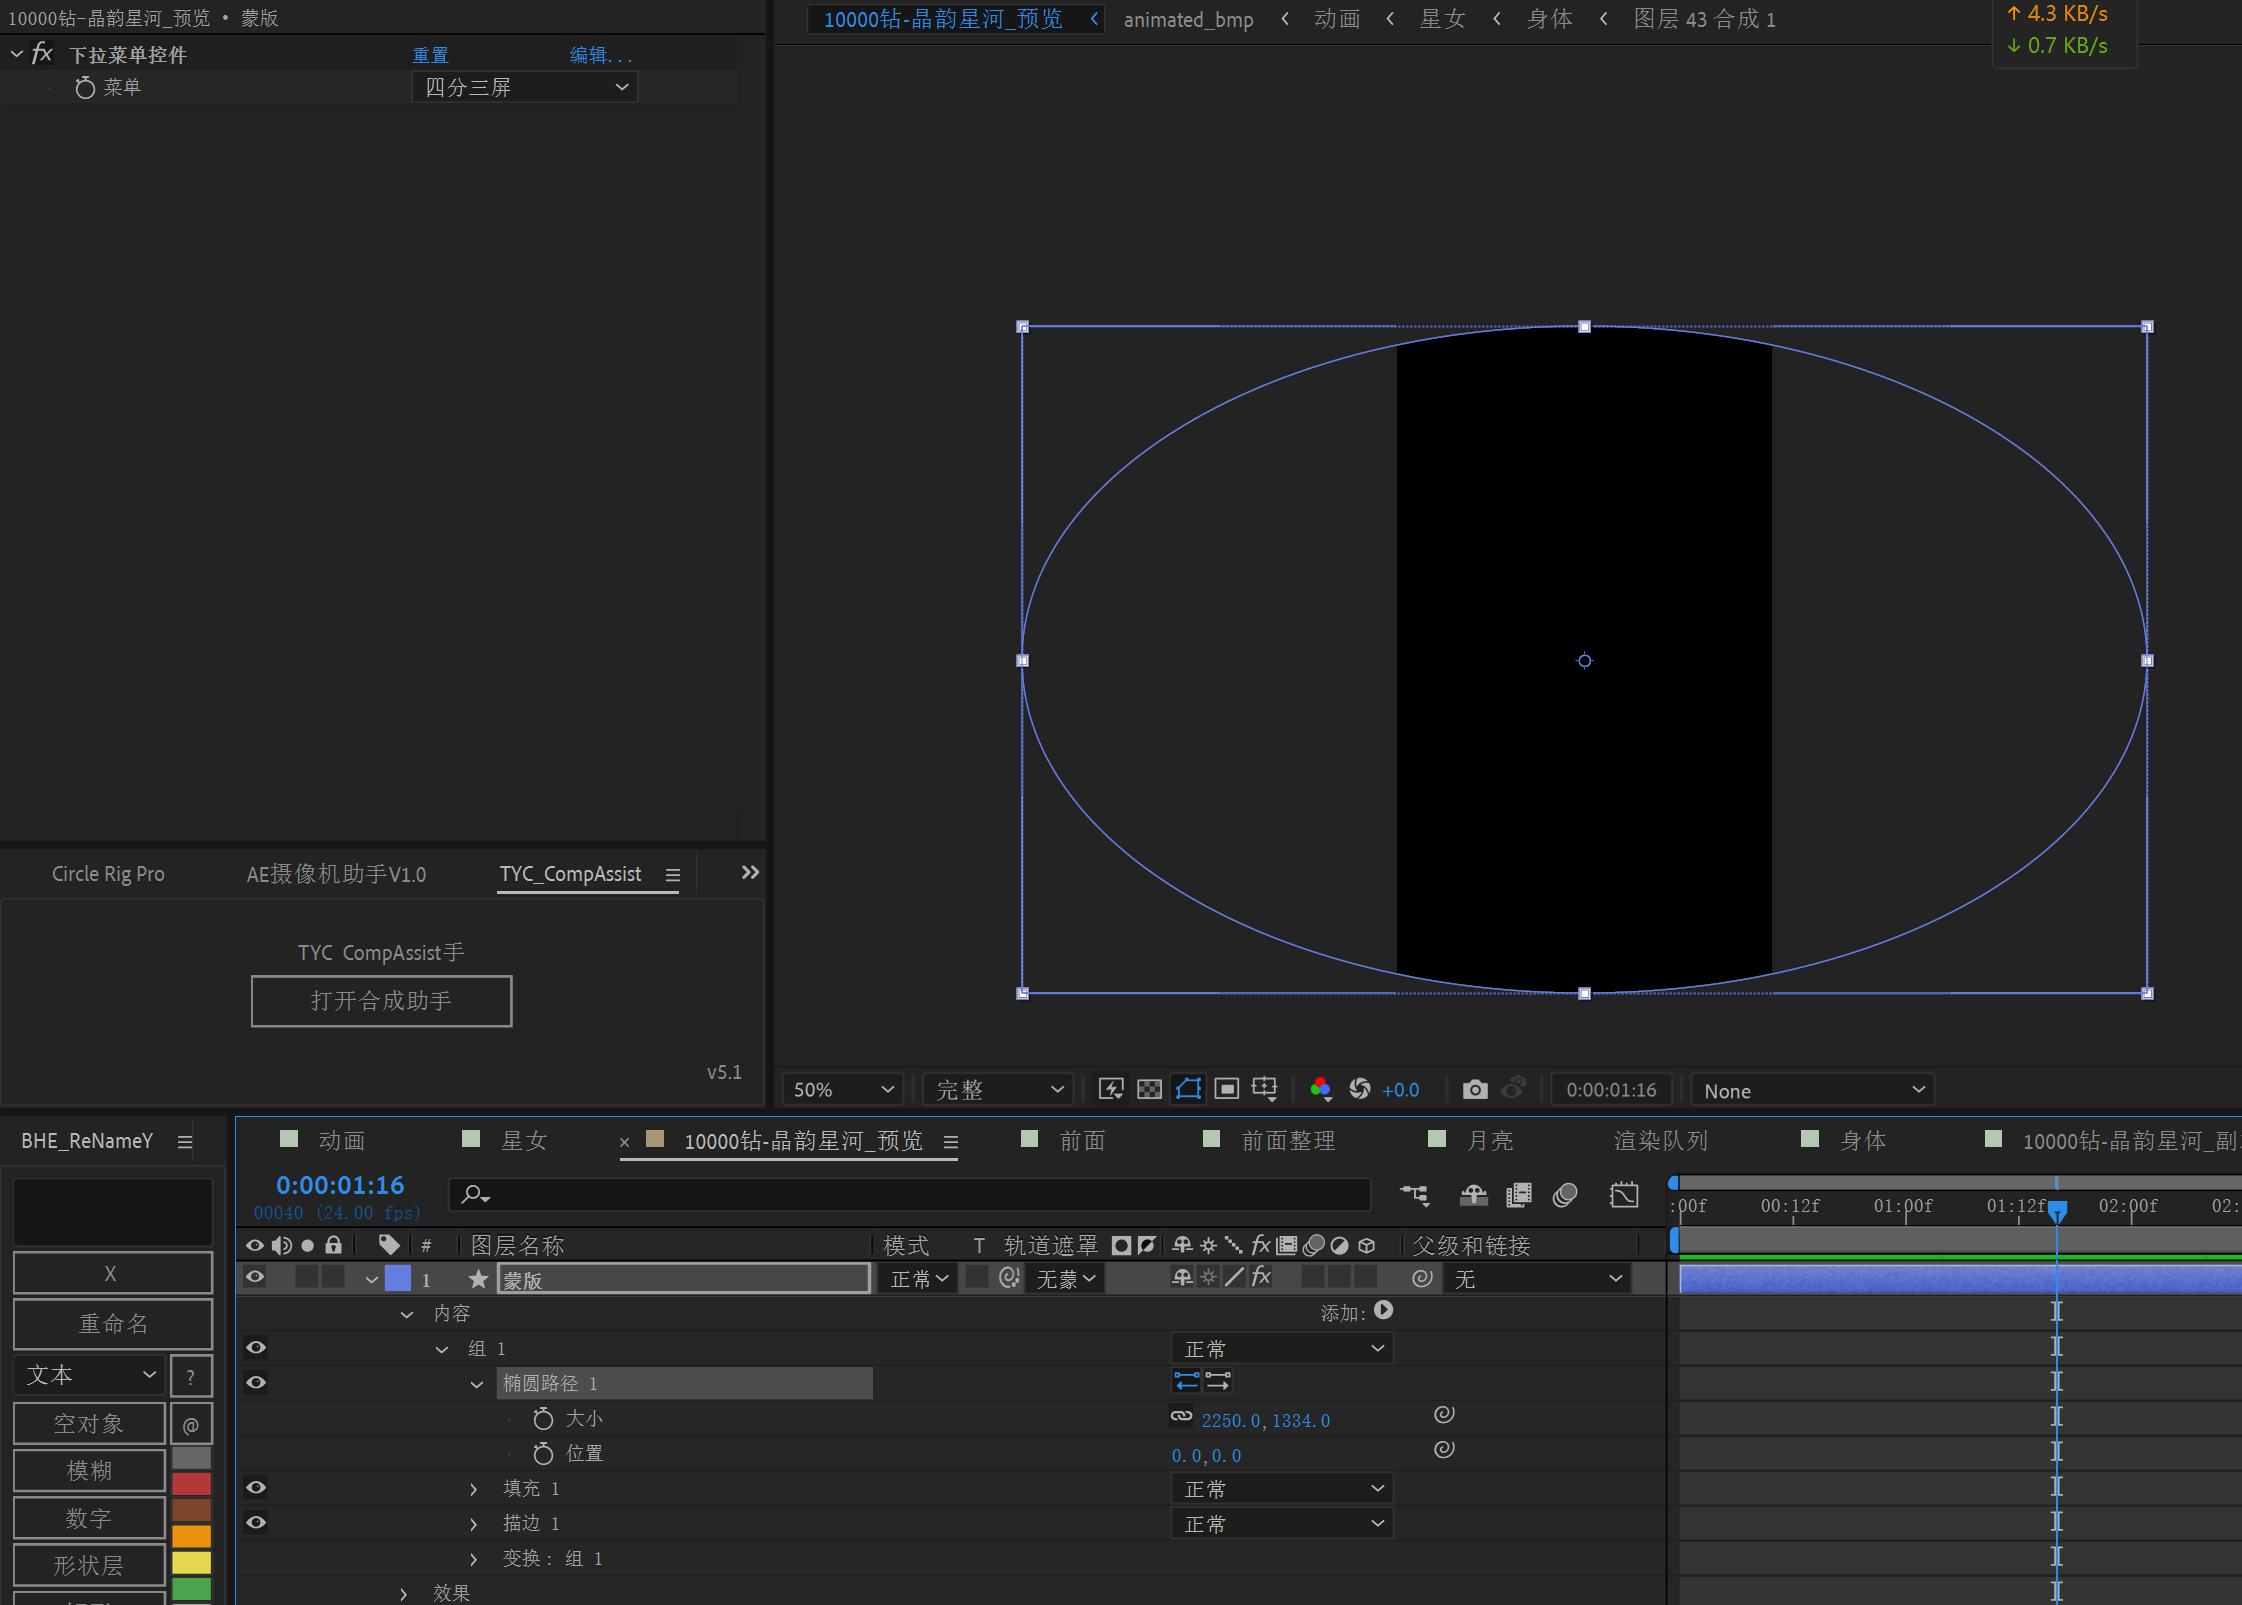 10000钻-晶韵星河_预览 • 蒙版
fx 下拉菜单控件 重置 编辑...
菜单 四分三屏
10000钻-晶韵星河_预览 animated_bmp 动画 星女 身体 图层 43 合成 1
↑ 4.3 KB/s
↓ 0.7 KB/s
Circle Rig Pro AE摄像机助手V1.0 TYC_CompAssist
TYC CompAssist手
打开合成助手
v5.1
50% 完整 +0.0 0:00:01:16 None
BHE_ReNameY
X
重命名
文本 ?
空对象 @
模糊
数字
形状层
动画 星女 × 10000钻-晶韵星河_预览 前面 前面整理 月亮 渲染队列 身体 10000钻-晶韵星河_副
0:00:01:16
00040 (24.00 fps)
:00f 00:12f 01:00f 01:12f 02:00f 02:
# 图层名称 模式 T 轨道遮罩 fx 父级和链接
1 蒙版 正常 无蒙 fx 无
内容 添加:
组 1 正常
椭圆路径 1
大小 2250.0,1334.0
位置 0.0,0.0
填充 1 正常
描边 1 正常
变换: 组 1
效果